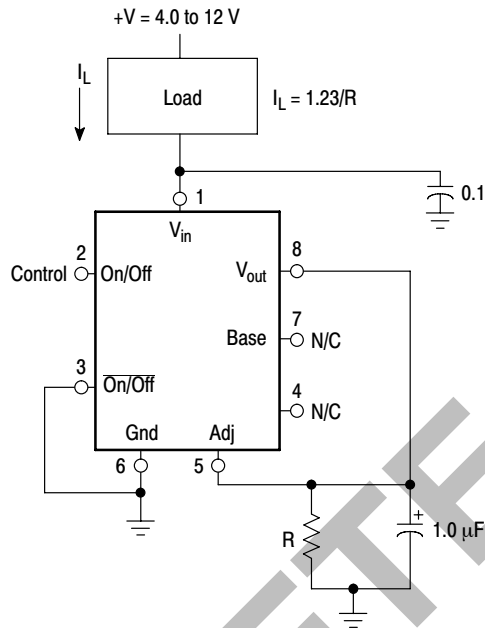 +V = 4.0 to 12 V
I_L
Load
I_L = 1.23/R
1
0.1
V_in
2
8
Control
On/Off
V_out
7
Base
N/C
3
On/Off
4
N/C
Gnd
Adj
6
5
R
+
1.0 µF